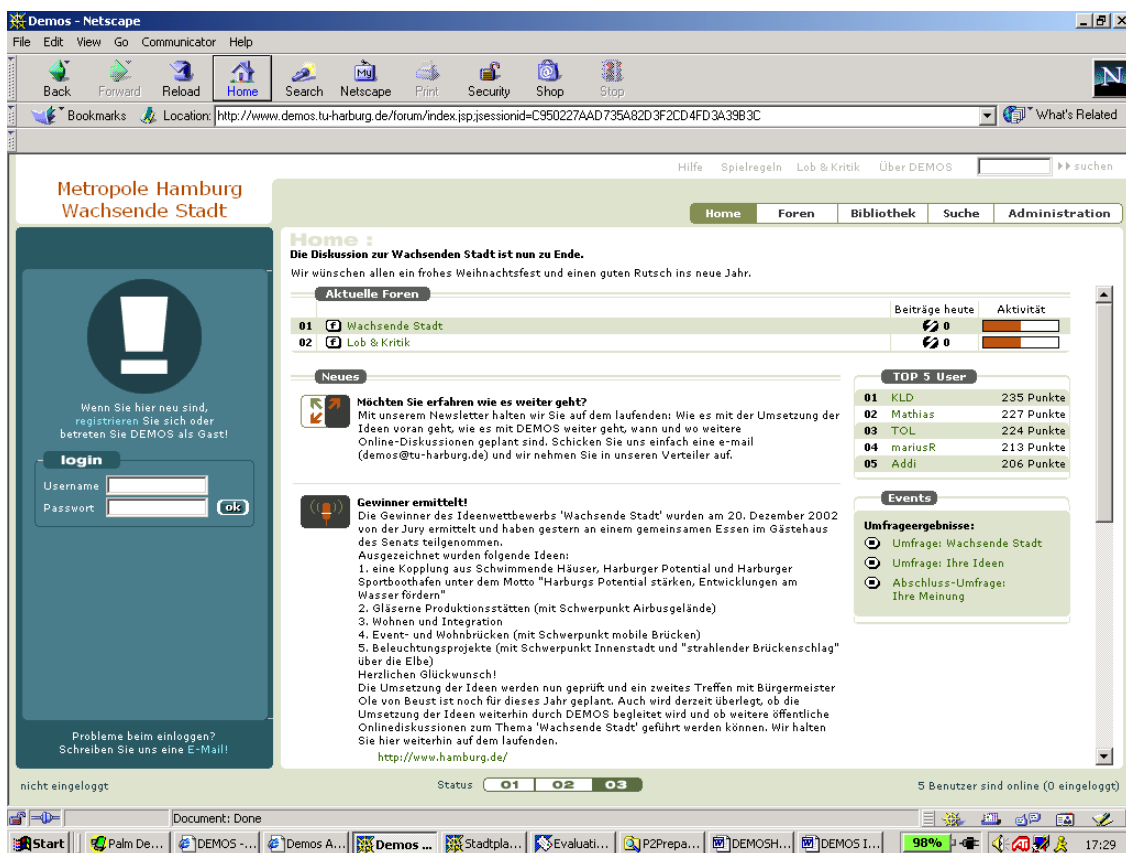 Demos - Netscape
File Edit View Go Communicator Help
Back Forward Reload Home Search Netscape Print Security Shop Stop
My
N
Bookmarks Location: http://www.demos.tu-harburg.de/forum/index.jsp;jsessionid=C950227AAD735A82D3F2CD4FD3A39B3C What's Related
Hilfe Spielregeln Lob & Kritik Über DEMOS suchen
Metropole Hamburg
Wachsende Stadt
Home Foren Bibliothek Suche Administration
Home :
Die Diskussion zur Wachsenden Stadt ist nun zu Ende.
Wir wünschen allen ein frohes Weihnachtsfest und einen guten Rutsch ins neue Jahr.
Aktuelle Foren
Beiträge heute Aktivität
01 f Wachsende Stadt 0
02 f Lob & Kritik 0
Wenn Sie hier neu sind,
registrieren Sie sich oder
betreten Sie DEMOS als Gast!
login
Username
Passwort ok
Probleme beim einloggen?
Schreiben Sie uns eine E-Mail!
Neues
Möchten Sie erfahren wie es weiter geht?
Mit unserem Newsletter halten wir Sie auf dem laufenden: Wie es mit der Umsetzung der
Ideen voran geht, wie es mit DEMOS weiter geht, wann und wo weitere
Online-Diskussionen geplant sind. Schicken Sie uns einfach eine e-mail
(demos@tu-harburg.de) und wir nehmen Sie in unseren Verteiler auf.
Gewinner ermittelt!
Die Gewinner des Ideenwettbewerbs 'Wachsende Stadt' wurden am 20. Dezember 2002
von der Jury ermittelt und haben gestern an einem gemeinsamen Essen im Gästehaus
des Senats teilgenommen.
Ausgezeichnet wurden folgende Ideen:
1. eine Kopplung aus Schwimmende Häuser, Harburger Potential und Harburger
Sportboothafen unter dem Motto "Harburgs Potential stärken, Entwicklungen am
Wasser fördern"
2. Gläserne Produktionsstätten (mit Schwerpunkt Airbusgelände)
3. Wohnen und Integration
4. Event- und Wohnbrücken (mit Schwerpunkt mobile Brücken)
5. Beleuchtungsprojekte (mit Schwerpunkt Innenstadt und "strahlender Brückenschlag"
über die Elbe)
Herzlichen Glückwunsch!
Die Umsetzung der Ideen werden nun geprüft und ein zweites Treffen mit Bürgermeister
Ole von Beust ist noch für dieses Jahr geplant. Auch wird derzeit überlegt, ob die
Umsetzung der Ideen weiterhin durch DEMOS begleitet wird und ob weitere öffentliche
Onlinediskussionen zum Thema 'Wachsende Stadt' geführt werden können. Wir halten
Sie hier weiterhin auf dem laufenden.
http://www.hamburg.de/
TOP 5 User
01 KLD 235 Punkte
02 Mathias 227 Punkte
03 TOL 224 Punkte
04 mariusR 213 Punkte
05 Addi 206 Punkte
Events
Umfrageergebnisse:
Umfrage: Wachsende Stadt
Umfrage: Ihre Ideen
Abschluss-Umfrage:
Ihre Meinung
nicht eingeloggt Status 01 02 03 5 Benutzer sind online (0 eingeloggt)
Document: Done
Start Palm De... DEMOS -... Demos A... Demos ... Stadtpla... Evaluati... P2Prepa... DEMOSH... DEMOS I... 98% 17:29